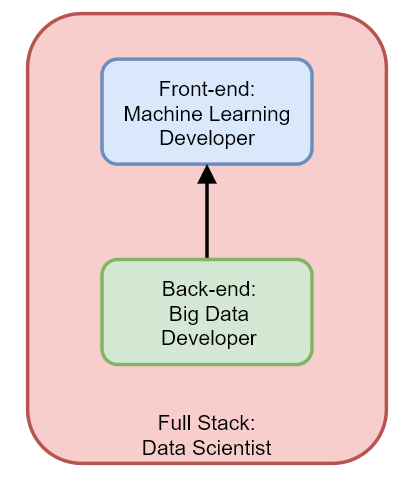 Front-end:
Machine Learning
Developer
Back-end:
Big Data
Developer
Full Stack:
Data Scientist